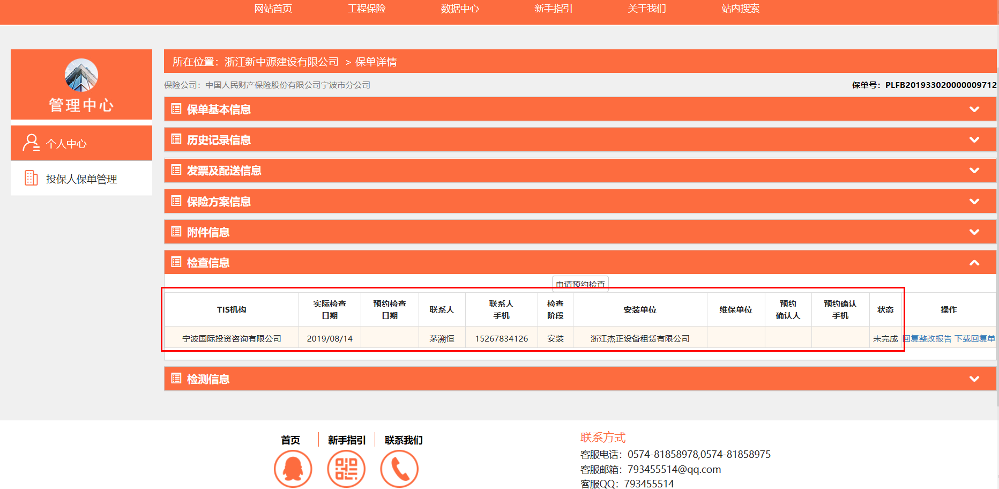 网站首页 工程保险 数据中心 新手指引 关于我们 站内搜索
管理中心
个人中心
投保人保单管理
所在位置：浙江新中源建设有限公司 > 保单详情
保险公司：中国人民财产保险股份有限公司宁波市分公司 保单号：PLFB201933020000009712
保单基本信息
历史记录信息
发票及配送信息
保险方案信息
附件信息
检查信息
申请预约检查
TIS机构 实际检查日期 预约检查日期 联系人 联系人手机 检查阶段 安装单位 维保单位 预约确认人 预约确认手机 状态 操作
宁波国际投资咨询有限公司 2019/08/14 茅溯恒 15267834126 安装 浙江杰正设备租赁有限公司 未完成 回复整改报告 下载回复单
检测信息
首页 新手指引 联系我们
联系方式
客服电话：0574-81858978,0574-81858975
客服邮箱：793455514@qq.com
客服QQ：793455514